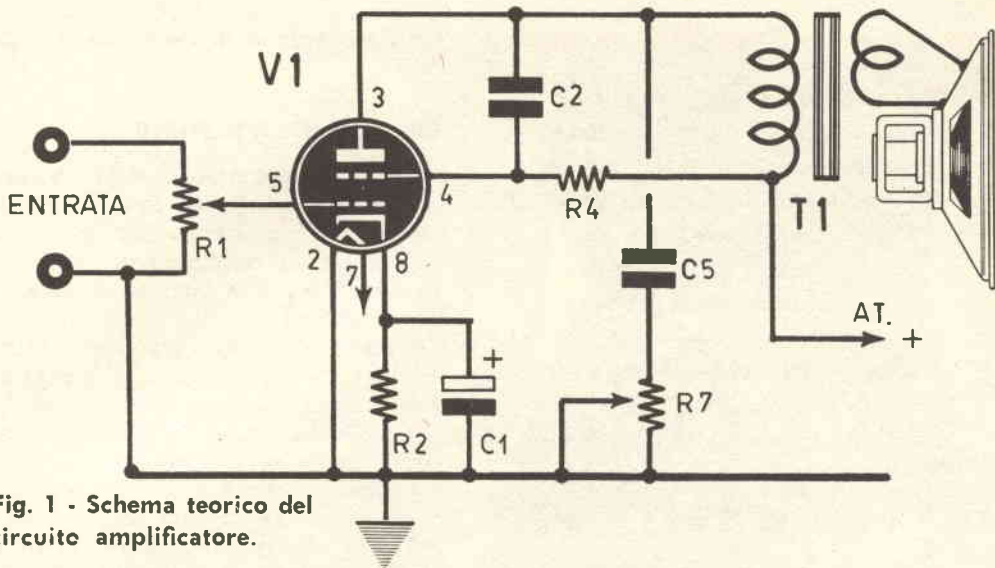 V1
3
C2
5
4
ENTRATA
R1
R4
T1
2
7
8
C5
AT.
+
+
R2
C1
R7
Fig. 1 - Schema teorico del
circuito amplificatore.